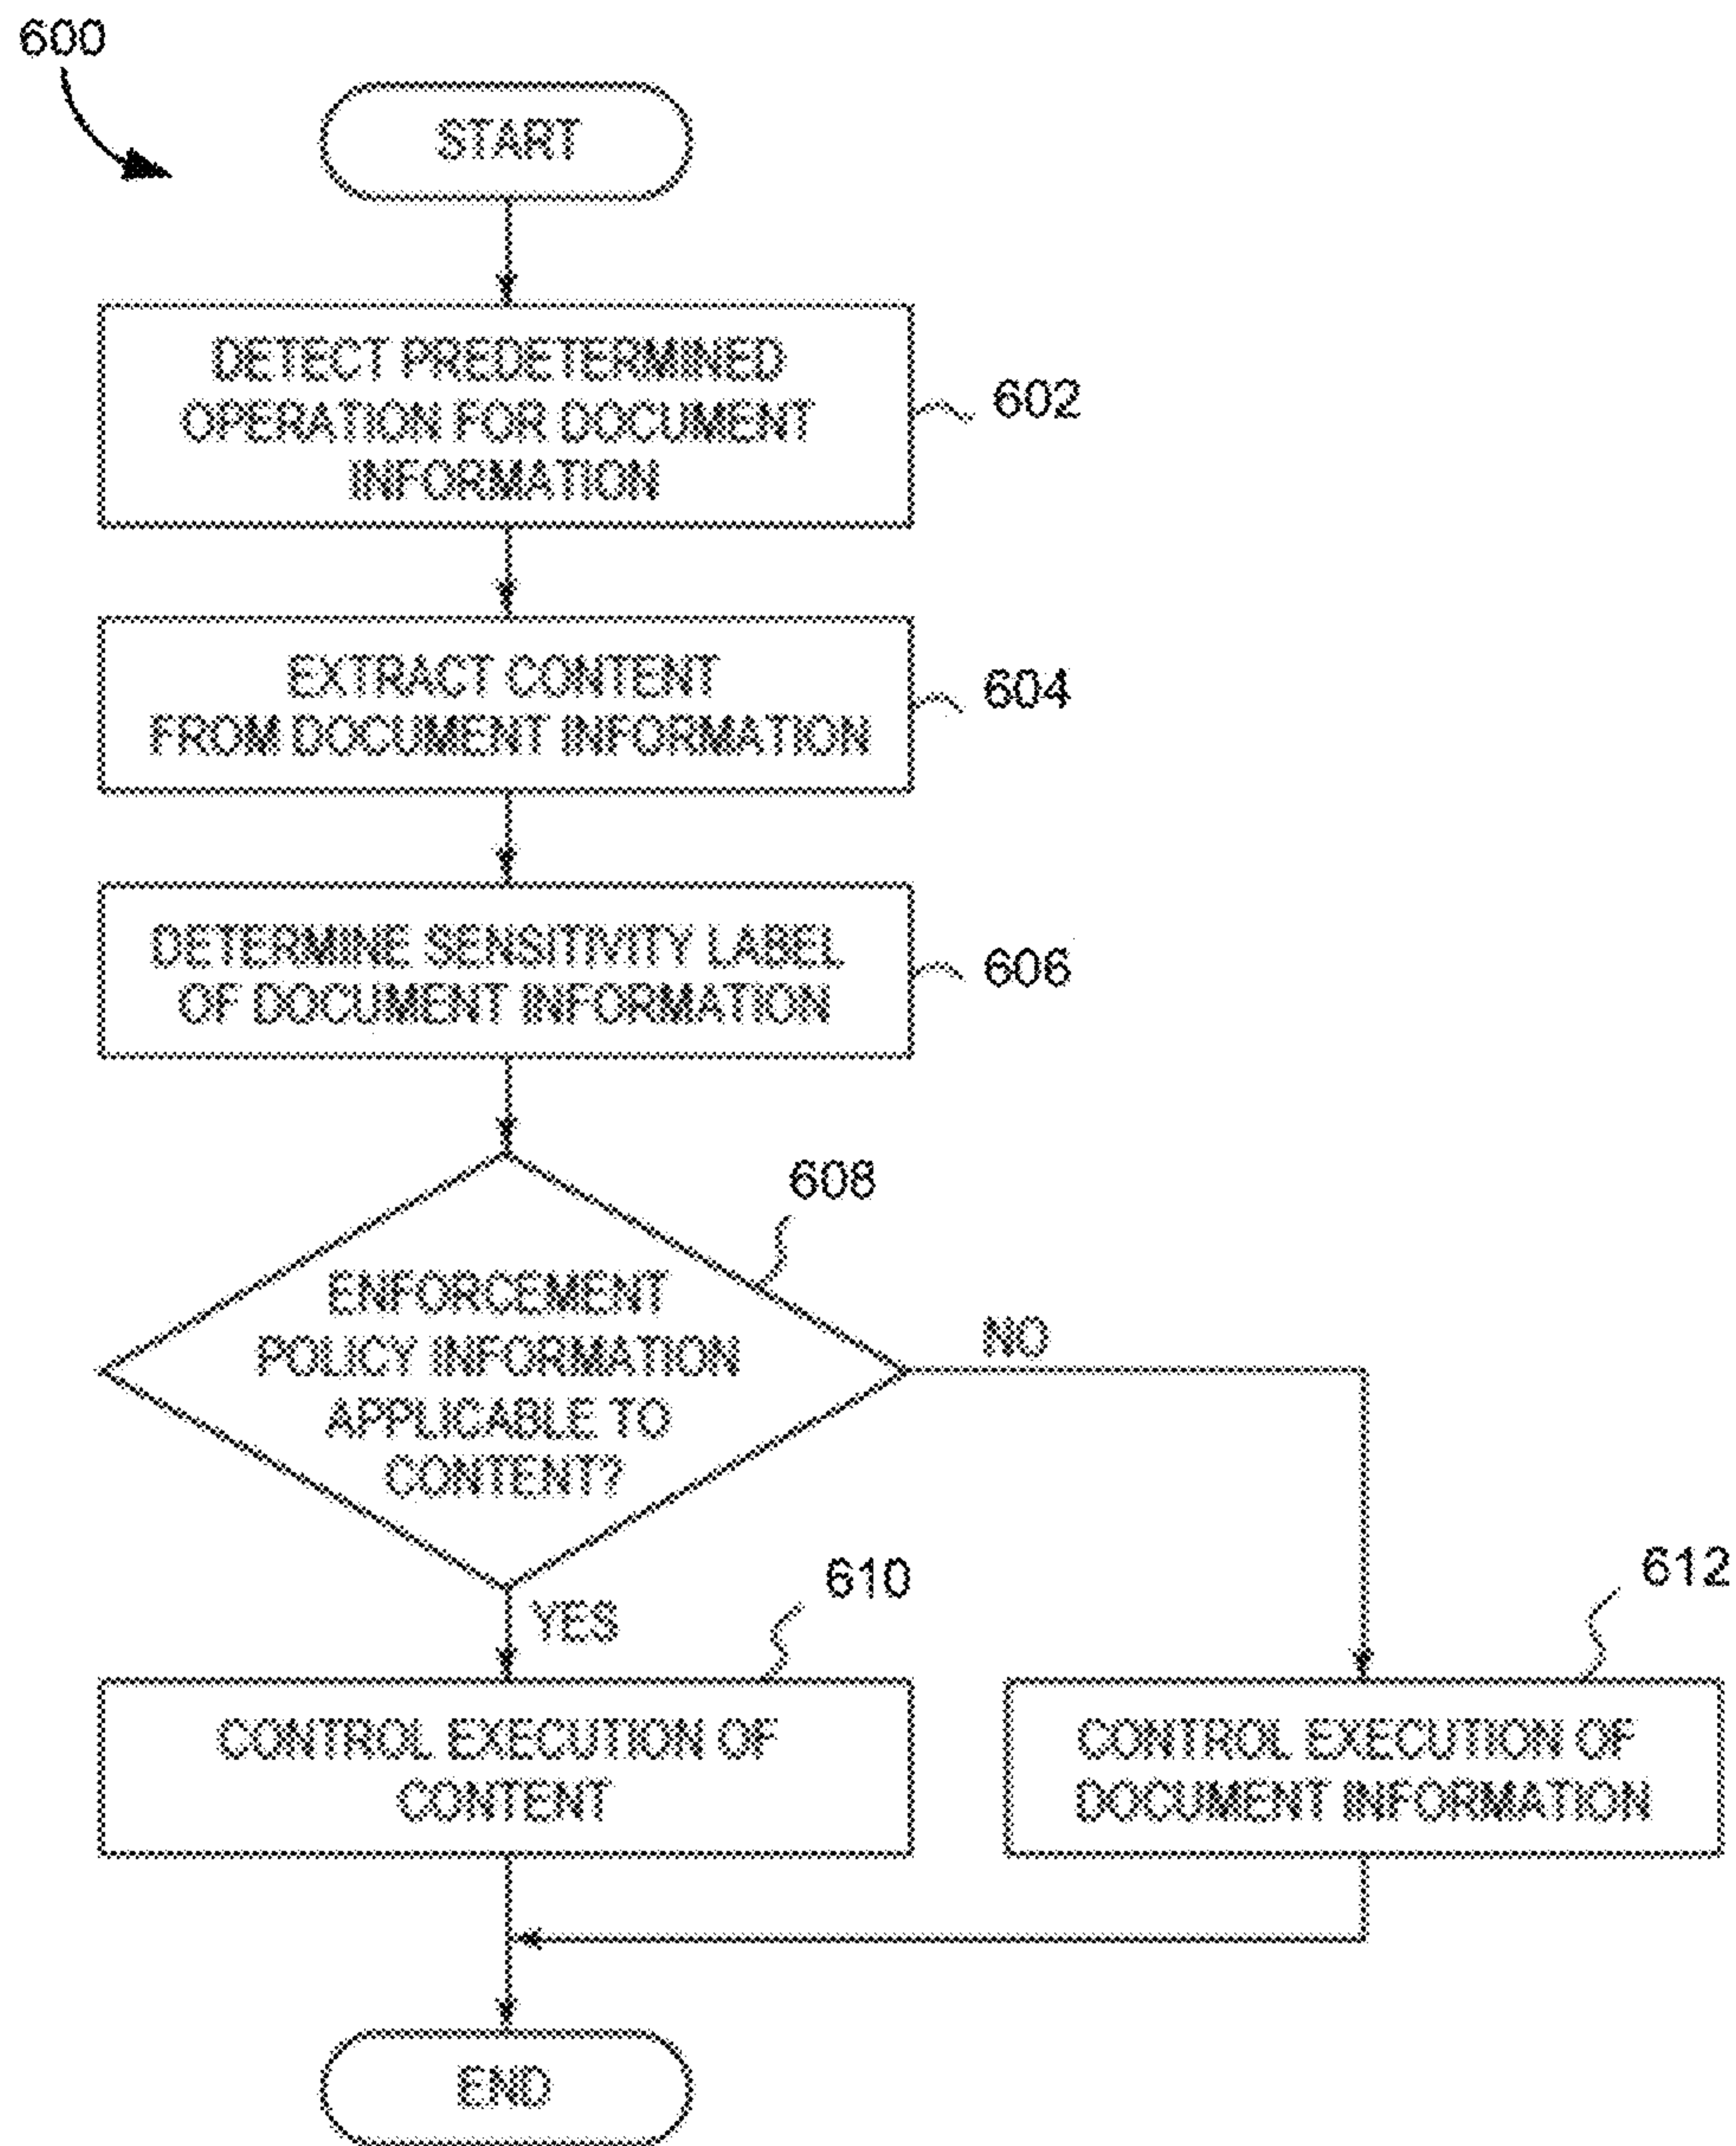 600
START
DETECT PREDETERMINED
OPERATION FOR DOCUMENT
INFORMATION
602
EXTRACT CONTENT
FROM DOCUMENT INFORMATION
604
DETERMINE SENSITIVITY LABEL
OF DOCUMENT INFORMATION
606
608
ENFORCEMENT
POLICY INFORMATION
APPLICABLE TO
CONTENT?
NO
YES
610
612
CONTROL EXECUTION OF
CONTENT
CONTROL EXECUTION OF
DOCUMENT INFORMATION
END